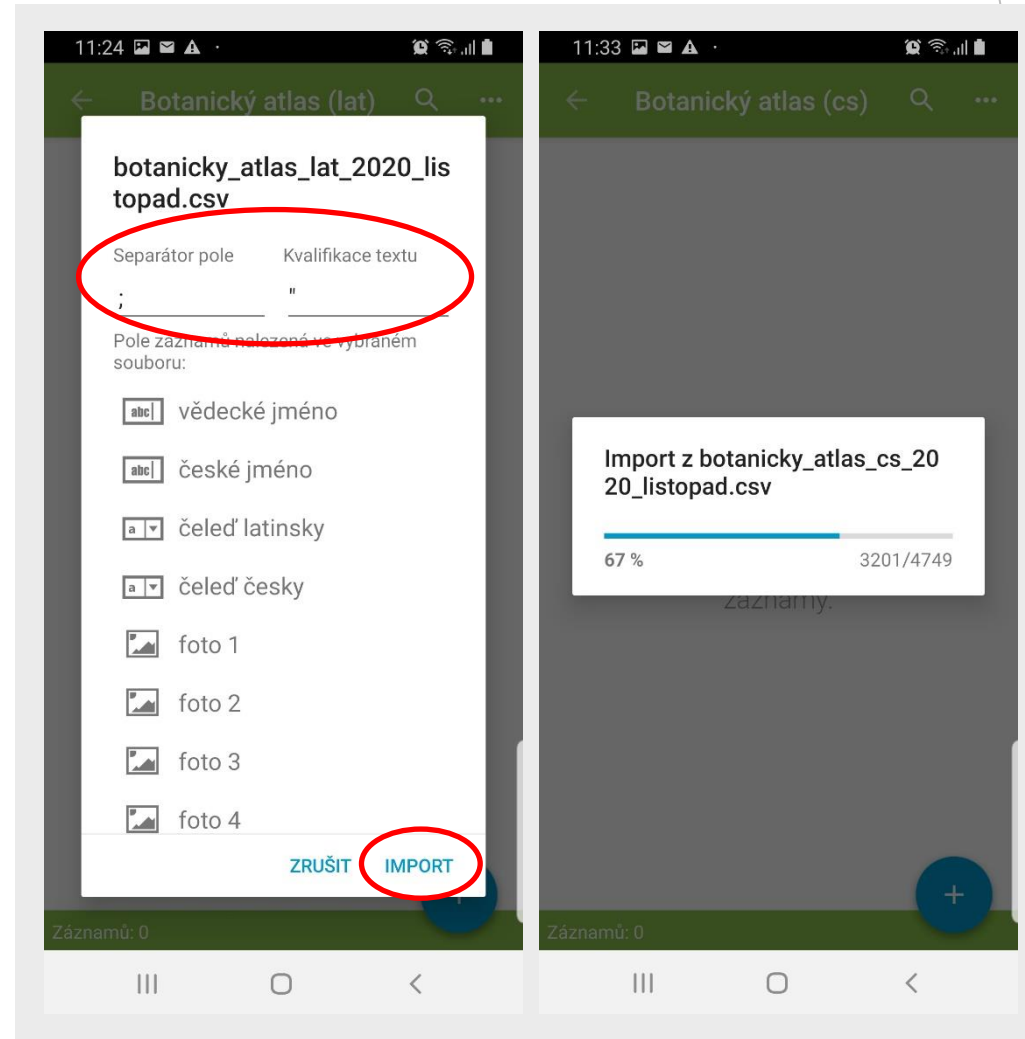 11:24
Botanický atlas (lat)
botanicky_atlas_lat_2020_lis
topad.csv
Separátor pole Kvalifikace textu
; "
Pole záznamů nalezená ve vybraném
souboru:
abc vědecké jméno
abc české jméno
a čeleď latinsky
a čeleď česky
foto 1
foto 2
foto 3
foto 4
ZRUŠIT IMPORT
+
Záznamů: 0
11:33
Botanický atlas (cs)
Import z botanicky_atlas_cs_20
20_listopad.csv
67 % 3201/4749
záznamy.
+
Záznamů: 0